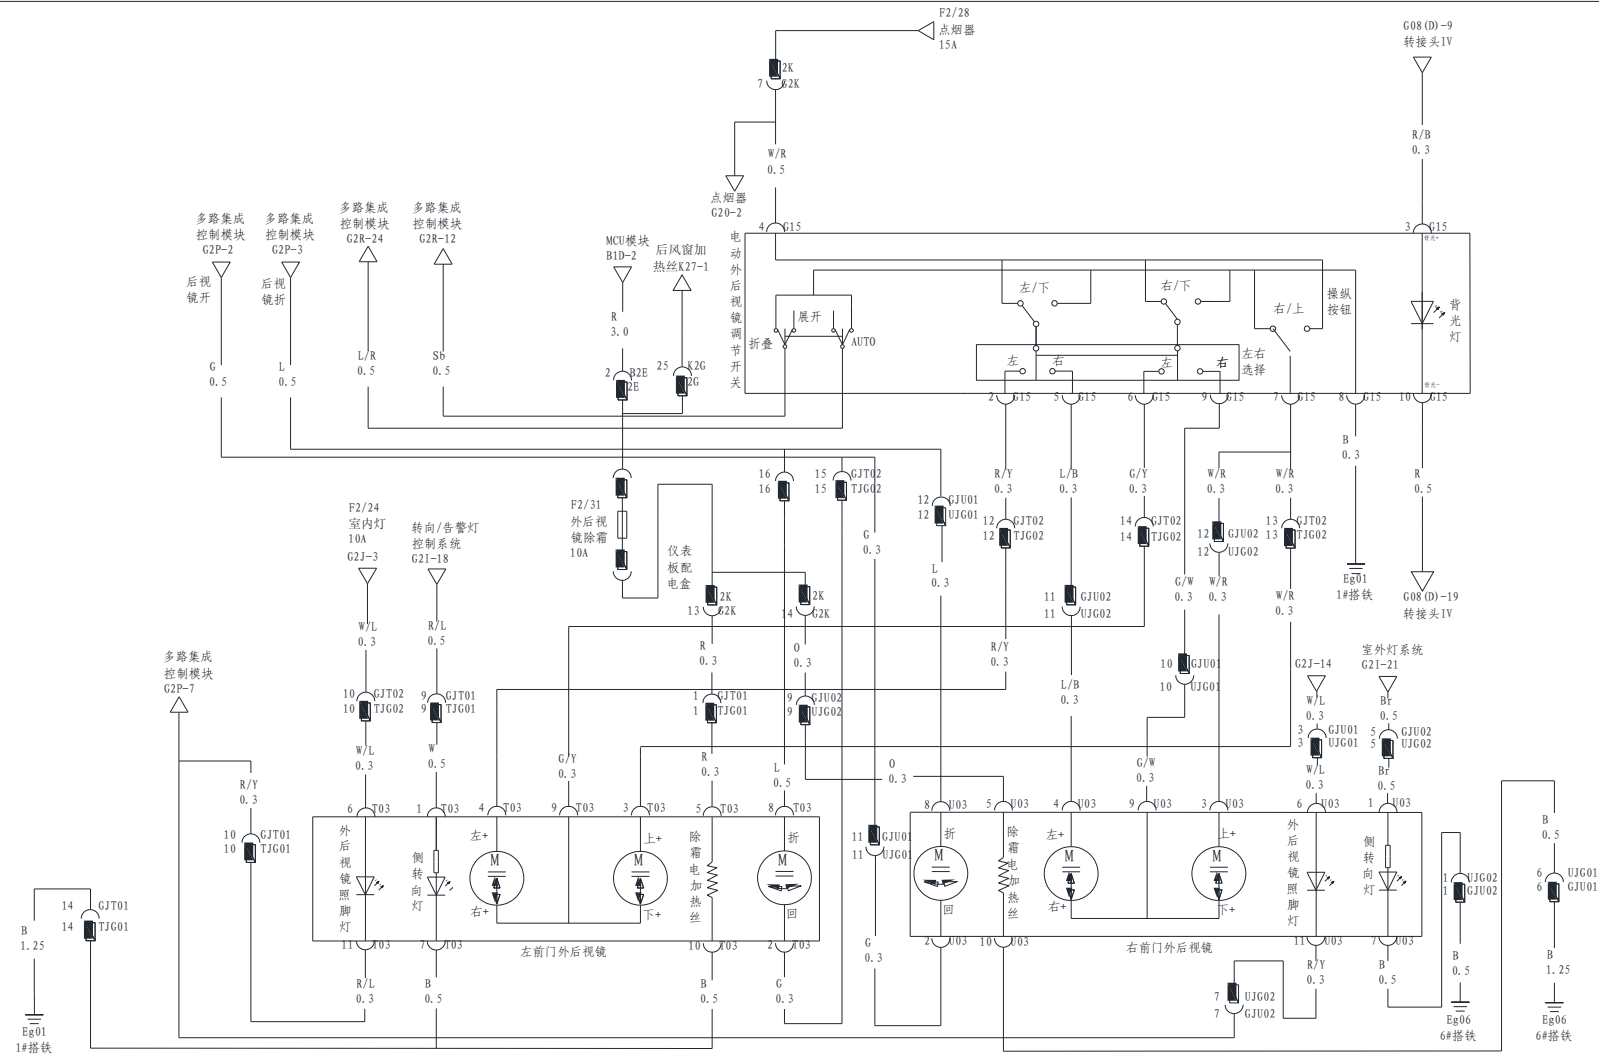 F2/28
点烟器
15A
G08(D)-9
转接头IV
2K
7 G2K
R/B
0.3
W/R
0.5
点烟器
G20-2
多路集成
控制模块
G2P-2
多路集成
控制模块
G2P-3
多路集成
控制模块
G2R-24
多路集成
控制模块
G2R-12
MCU模块
B1D-2
后风窗加
热丝K27-1
后视
镜开
后视
镜折
4 G15
3 G15
背光+
电动外后视镜调节开关
左/下
右/下
右/上
操纵
按钮
背光灯
展开
折叠
AUTO
左
右
左
右
左右
选择
背光-
R
3.0
G
0.5
L
0.5
L/R
0.5
Sb
0.5
2 B2E
2E
25 K2G
2G
2 G15
5 G15
6 G15
9 G15
7 G15
8 G15
10 G15
B
0.3
16
16
15 GJT02
15 TJG02
12 GJU01
12 UJG01
R/Y
0.3
L/B
0.3
G/Y
0.3
W/R
0.3
W/R
0.3
R
0.5
F2/31
外后视
镜除霜
10A
12 GJT02
12 TJG02
14 GJT02
14 TJG02
12 GJU02
12 UJG02
13 GJT02
13 TJG02
F2/24
室内灯
10A
G2J-3
转向/告警灯
控制系统
G2I-18
仪表
板配
电盒
G
0.3
L
0.3
G/W
0.3
W/R
0.3
W/R
0.3
Eg01
1#搭铁
G08(D)-19
转接头IV
2K
13 G2K
2K
14 G2K
11 GJU02
11 UJG02
W/L
0.3
R/L
0.5
R
0.3
O
0.3
R/Y
0.3
L/B
0.3
多路集成
控制模块
G2P-7
10 GJU01
10 UJG01
G2J-14
室外灯系统
G2I-21
10 GJT02
10 TJG02
9 GJT01
9 TJG01
1 GJT01
1 TJG01
9 GJU02
9 UJG02
W/L
0.3
Br
0.5
3 GJU01
3 UJG01
5 GJU02
5 UJG02
W/L
0.3
W
0.5
G/Y
0.3
R
0.3
L
0.5
O
0.3
G/W
0.3
W/L
0.3
Br
0.5
R/Y
0.3
6 T03
1 T03
4 T03
9 T03
3 T03
5 T03
8 T03
8 U03
5 U03
4 U03
9 U03
3 U03
6 U03
1 U03
10 GJT01
10 TJG01
外后视镜照脚灯
侧转向灯
左+
M
右+
上+
M
下+
除霜电加热丝
折
M
回
11 GJU01
11 UJG01
折
M
回
除霜电加热丝
左+
M
右+
上+
M
下+
外后视镜照脚灯
侧转向灯
B
0.5
1 UJG02
1 GJU02
6 UJG01
6 GJU01
14 GJT01
14 TJG01
B
1.25
11 T03
7 T03
左前门外后视镜
10 T03
2 T03
G
0.3
2 U03
10 U03
右前门外后视镜
11 U03
7 U03
R/L
0.3
B
0.5
B
0.5
G
0.3
R/Y
0.3
B
0.5
B
0.5
B
1.25
7 UJG02
7 GJU02
Eg01
1#搭铁
Eg06
6#搭铁
Eg06
6#搭铁